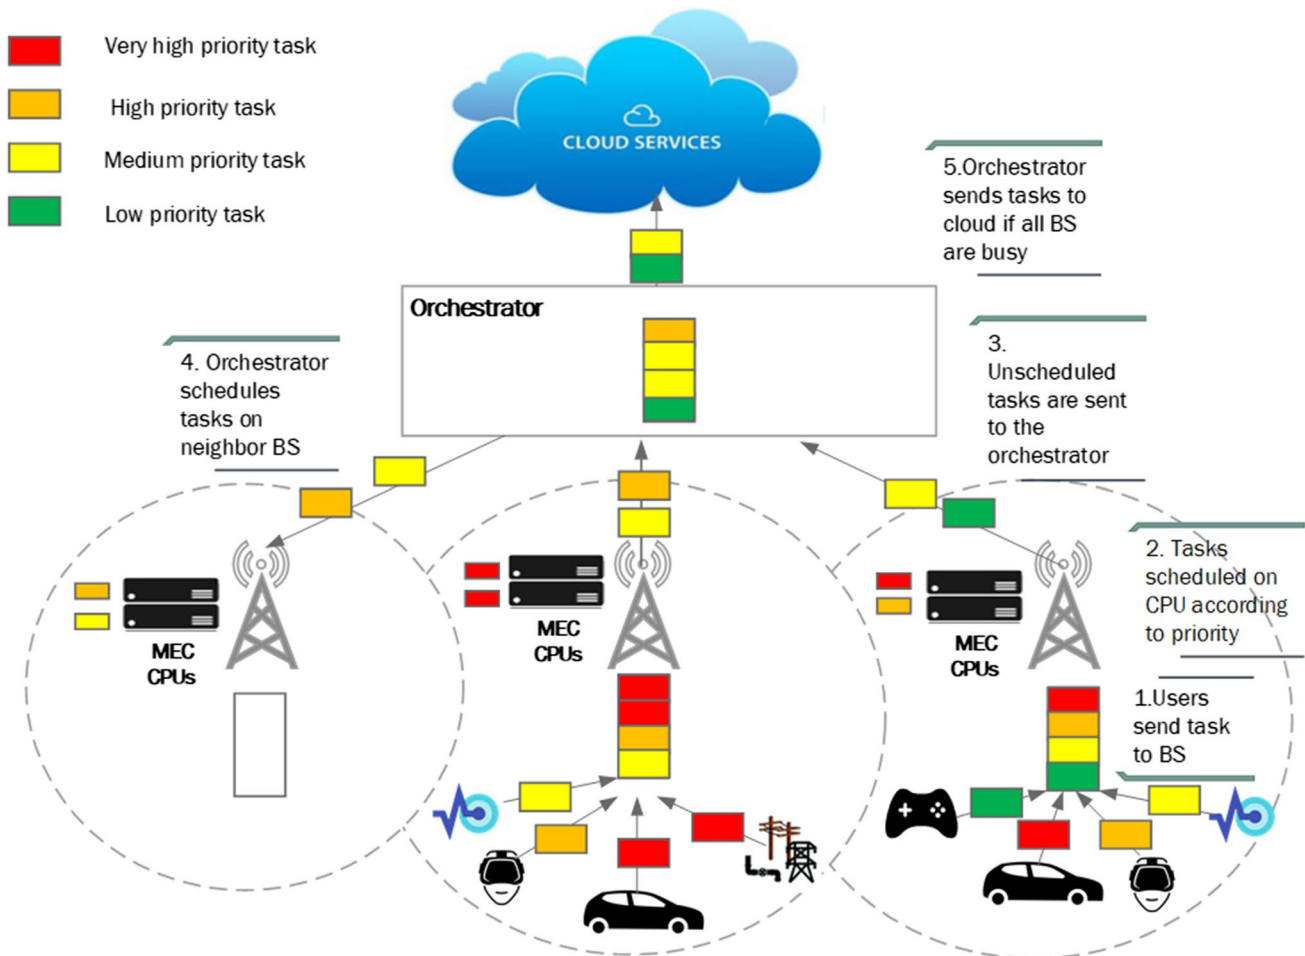 Very high priority task
High priority task
Medium priority task
Low priority task
CLOUD SERVICES
5.Orchestrator
sends tasks to
cloud if all BS
are busy
Orchestrator
4. Orchestrator
schedules
tasks on
neighbor BS
3.
Unscheduled
tasks are sent
to the
orchestrator
2. Tasks
scheduled on
CPU according
to priority
MEC
CPUs
MEC
CPUs
MEC
CPUs
1.Users
send task
to BS